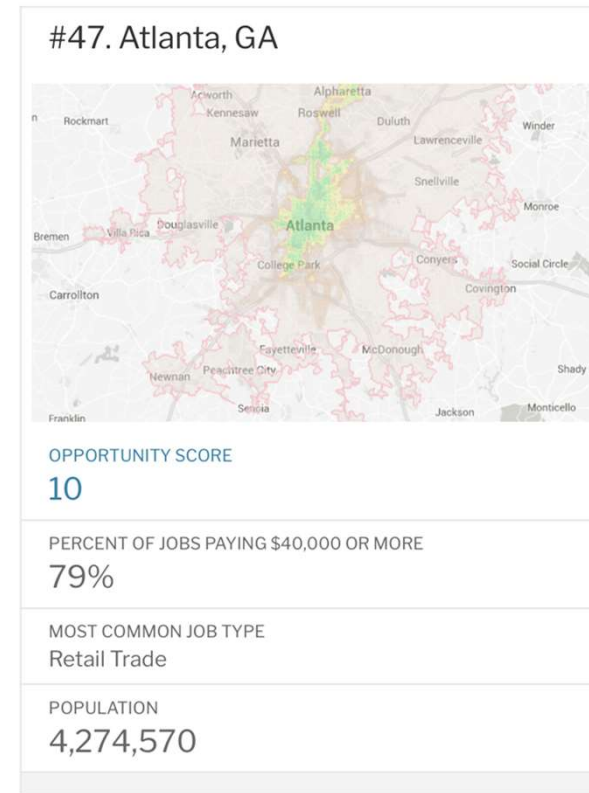 #47. Atlanta, GA
Acworth
Alpharetta
Kennesaw
Roswell
n
Rockmart
Duluth
Winder
Marietta
Lawrenceville
Snellville
Monroe
Bremen
Villa Rica
Douglasville
Atlanta
College Park
Conyers
Social Circle
Carrollton
Covington
Fayetteville
McDonough
Newnan
Peachtree City
Shady
Senoia
Jackson
Monticello
Franklin
OPPORTUNITY SCORE
10
PERCENT OF JOBS PAYING $40,000 OR MORE
79%
MOST COMMON JOB TYPE
Retail Trade
POPULATION
4,274,570